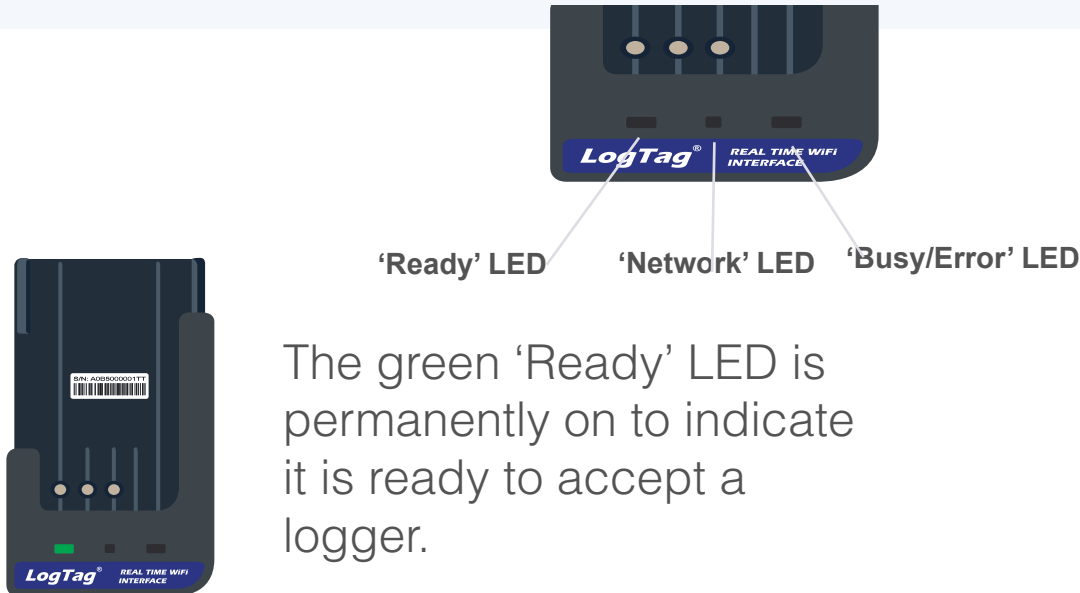 LogTag® REAL TIME WiFi
INTERFACE
‘Ready’ LED ‘Network’ LED ‘Busy/Error’ LED
S/N: A0B5000001TT
The green ‘Ready’ LED is
permanently on to indicate
it is ready to accept a
logger.
LogTag® REAL TIME WiFi
INTERFACE